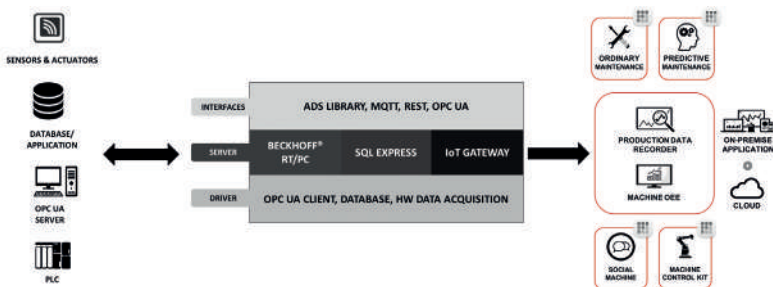 SENSORS & ACTUATORS
DATABASE/
APPLICATION
OPC UA
SERVER
PLC
INTERFACES
ADS LIBRARY, MQTT, REST, OPC UA
SERVER
BECKHOFF®
RT/PC
SQL EXPRESS
IoT GATEWAY
DRIVER
OPC UA CLIENT, DATABASE, HW DATA ACQUISITION
ORDINARY
MAINTENANCE
PREDICTIVE
MAINTENANCE
PRODUCTION DATA
RECORDER
MACHINE OEE
ON-PREMISE
APPLICATION
CLOUD
SOCIAL
MACHINE
MACHINE
CONTROL KIT